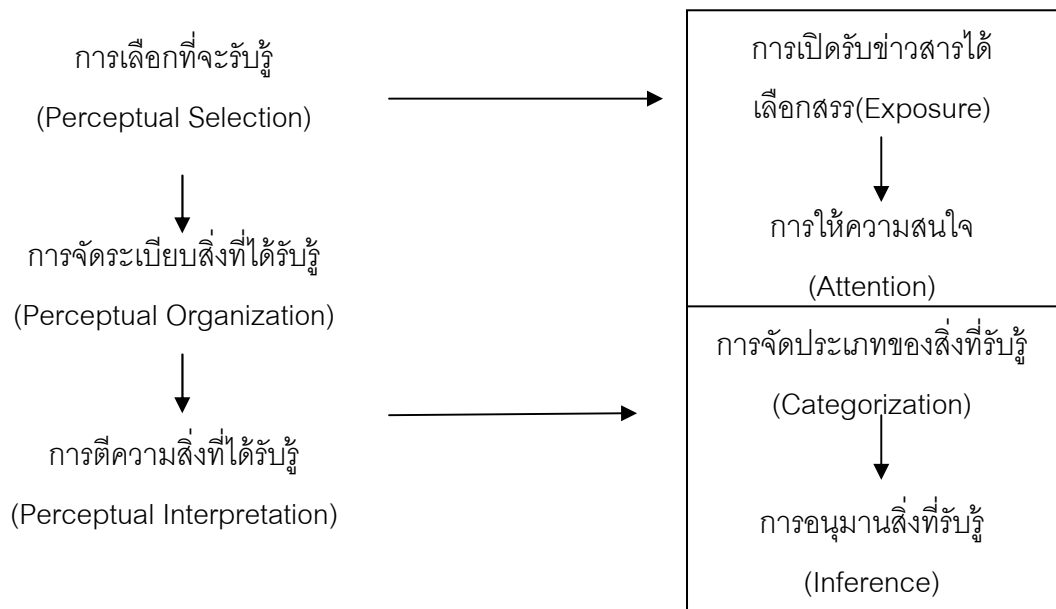 การเลือกที่จะรับรู้
(Perceptual Selection)
การจัดระเบียบสิ่งที่ได้รับรู้
(Perceptual Organization)
การตีความสิ่งที่ได้รับรู้
(Perceptual Interpretation)
การเปิดรับข่าวสารได้
เลือกสรร(Exposure)
การให้ความสนใจ
(Attention)
การจัดประเภทของสิ่งที่รับรู้
(Categorization)
การอนุมานสิ่งที่รับรู้
(Inference)